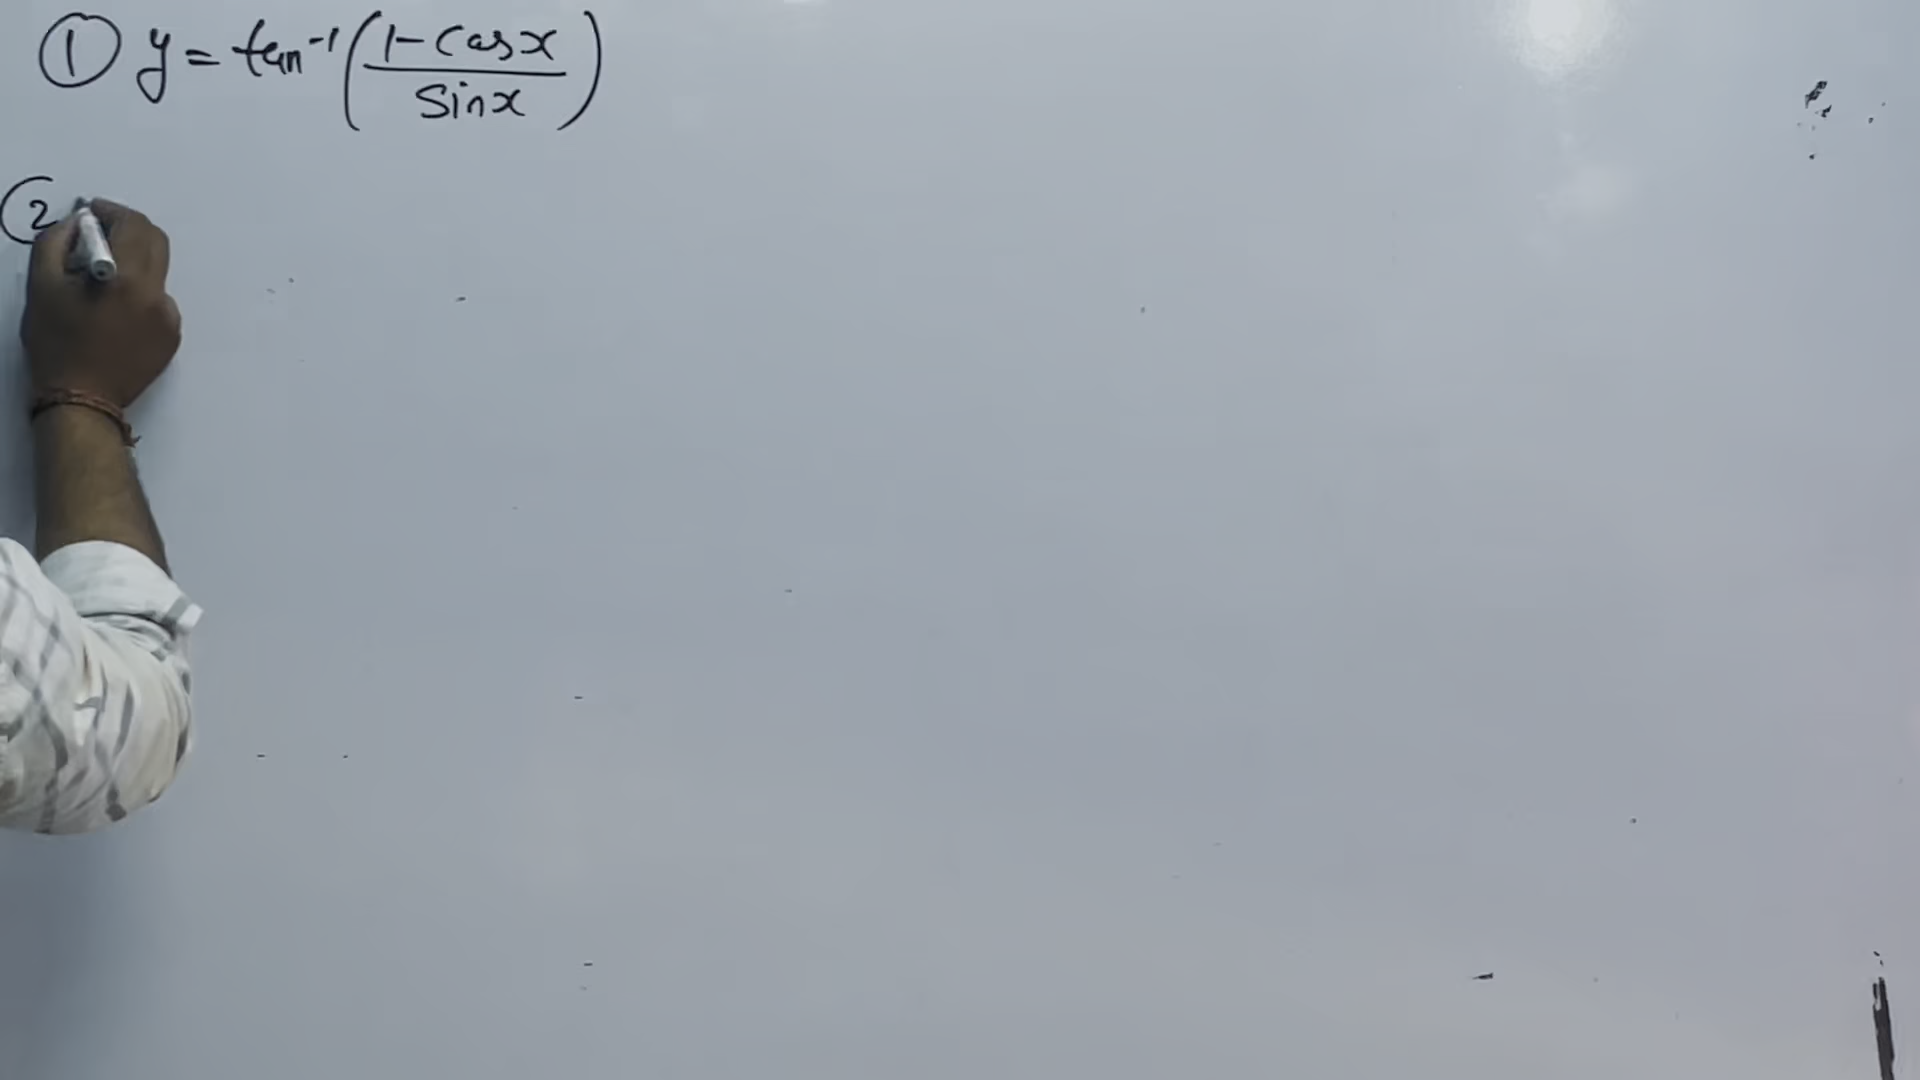 ① y = tan⁻¹((1-Cosx)/(Sinx))
②